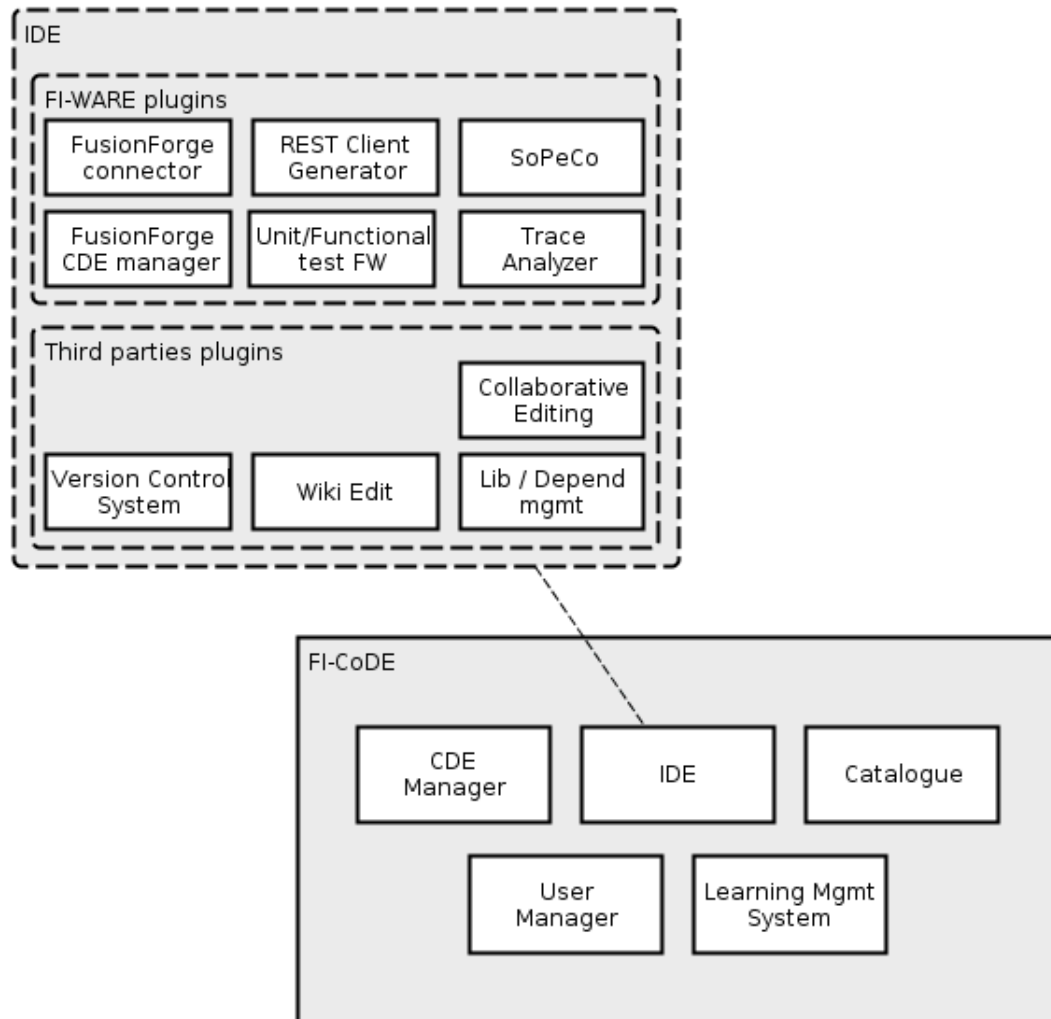 IDE
FI-WARE plugins
FusionForge
connector
REST Client
Generator
SoPeCo
FusionForge
CDE manager
Unit/Functional
test FW
Trace
Analyzer
Third parties plugins
Collaborative
Editing
Version Control
System
Wiki Edit
Lib / Depend
mgmt
FI-CoDE
CDE
Manager
IDE
Catalogue
User
Manager
Learning Mgmt
System